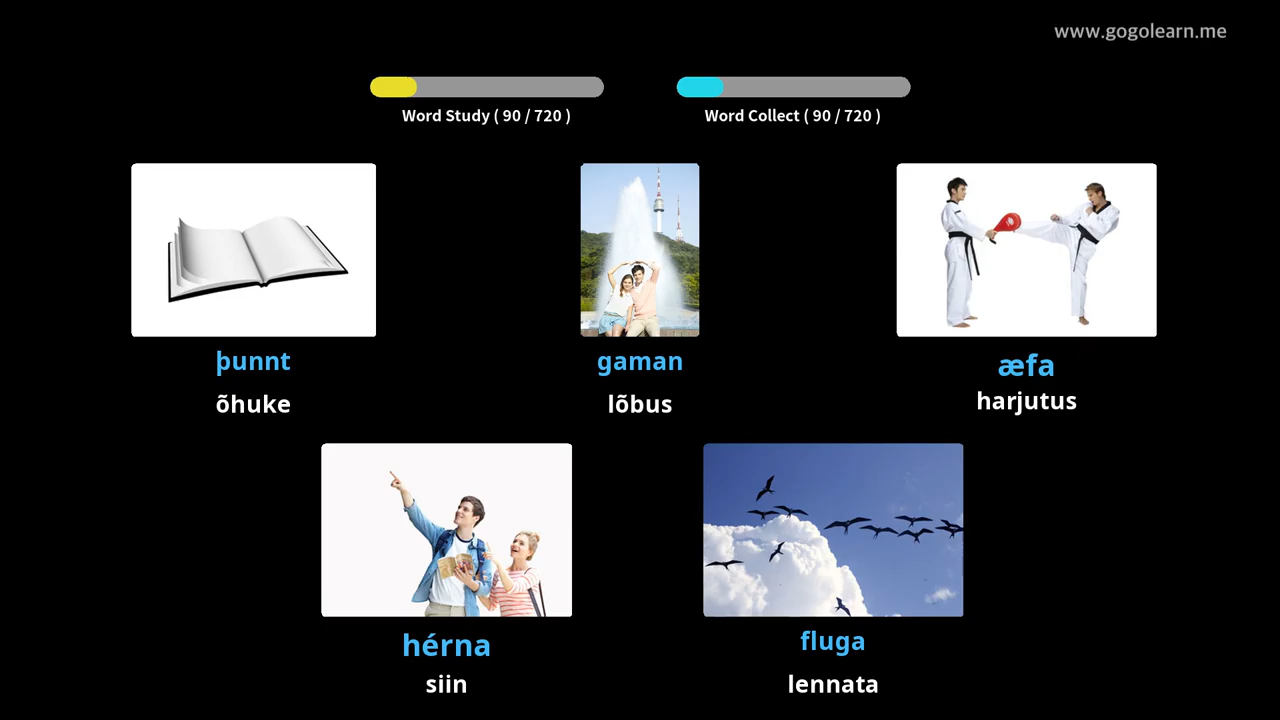 www.gogolearn.me
Word Study ( 90 / 720 )
Word Collect ( 90 / 720 )
þunnt
õhuke
gaman
lõbus
æfa
harjutus
hérna
siin
fluga
lennata